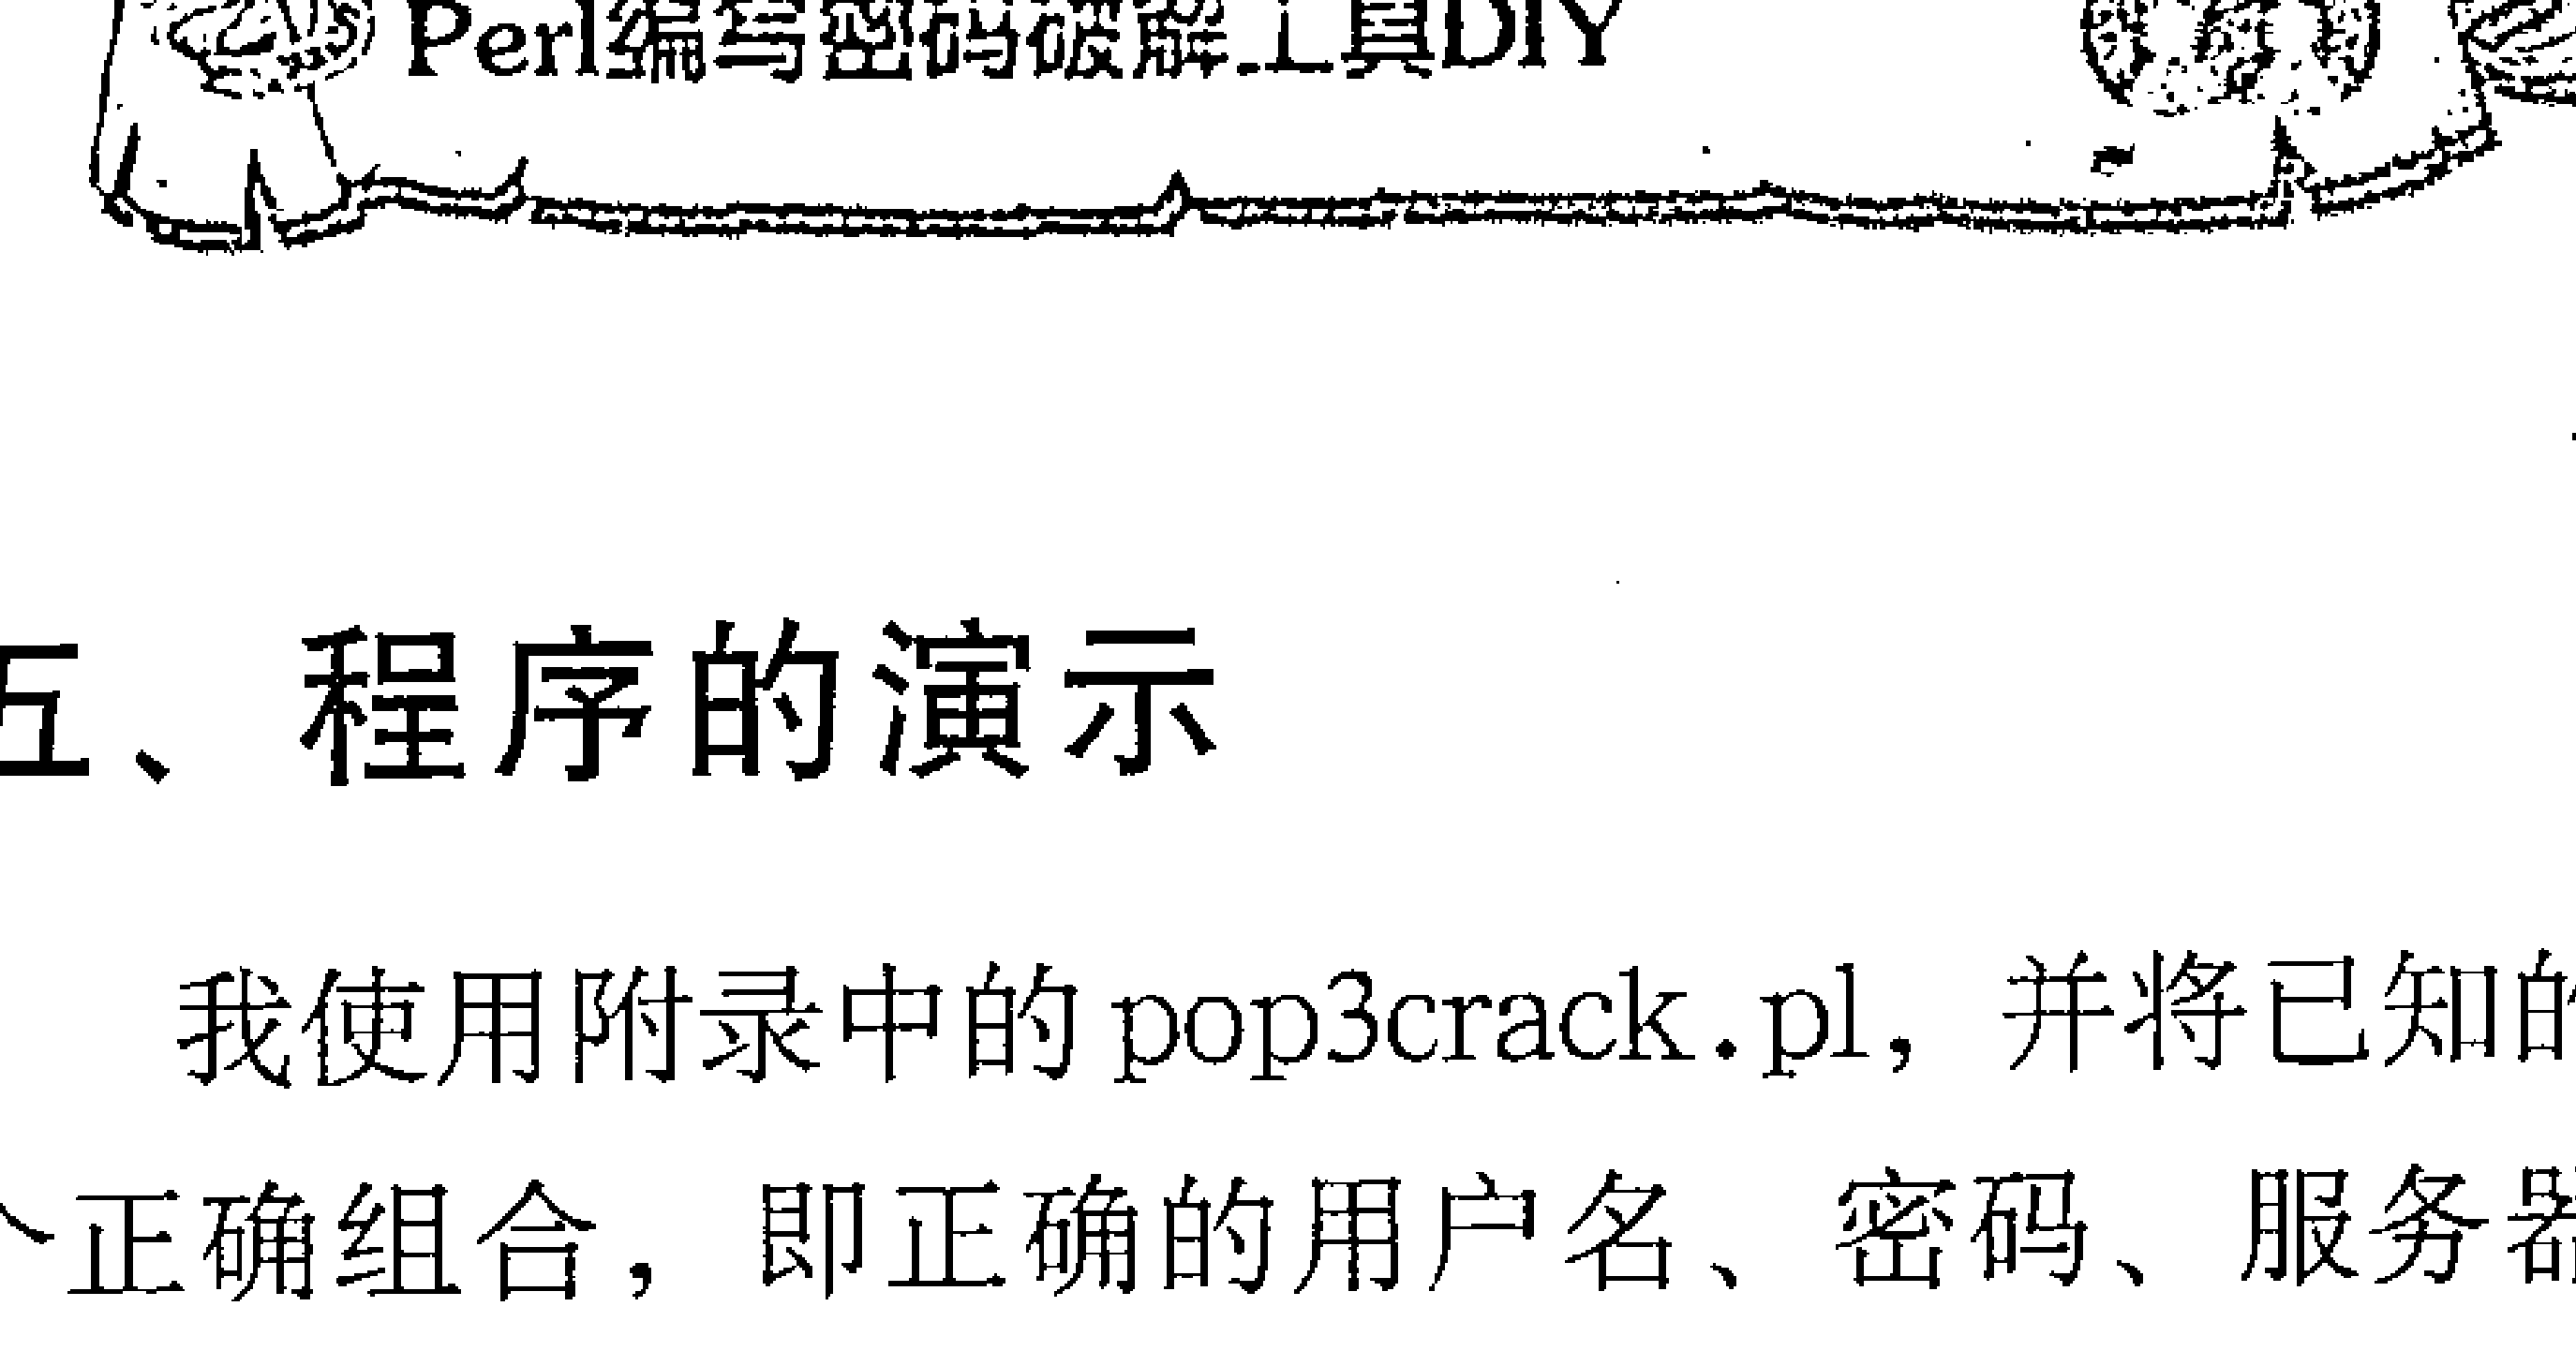 Perl编写密码破解工具DIY
五、程序的演示
我使用附录中的pop3crack.pl，并将已知的
个正确组合，即正确的用户名、密码、服务器